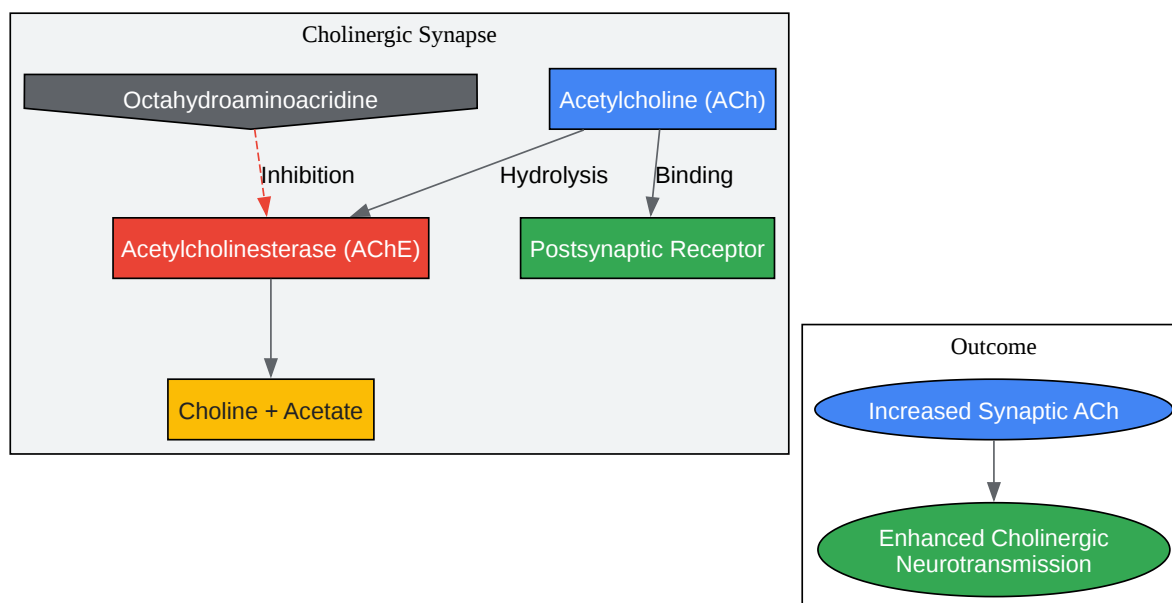 Cholinergic Synapse
Octahydroaminoacridine
Acetylcholine (ACh)
Inhibition
Hydrolysis
Binding
Acetylcholinesterase (AChE)
Postsynaptic Receptor
Choline + Acetate
Outcome
Increased Synaptic ACh
Enhanced Cholinergic
Neurotransmission